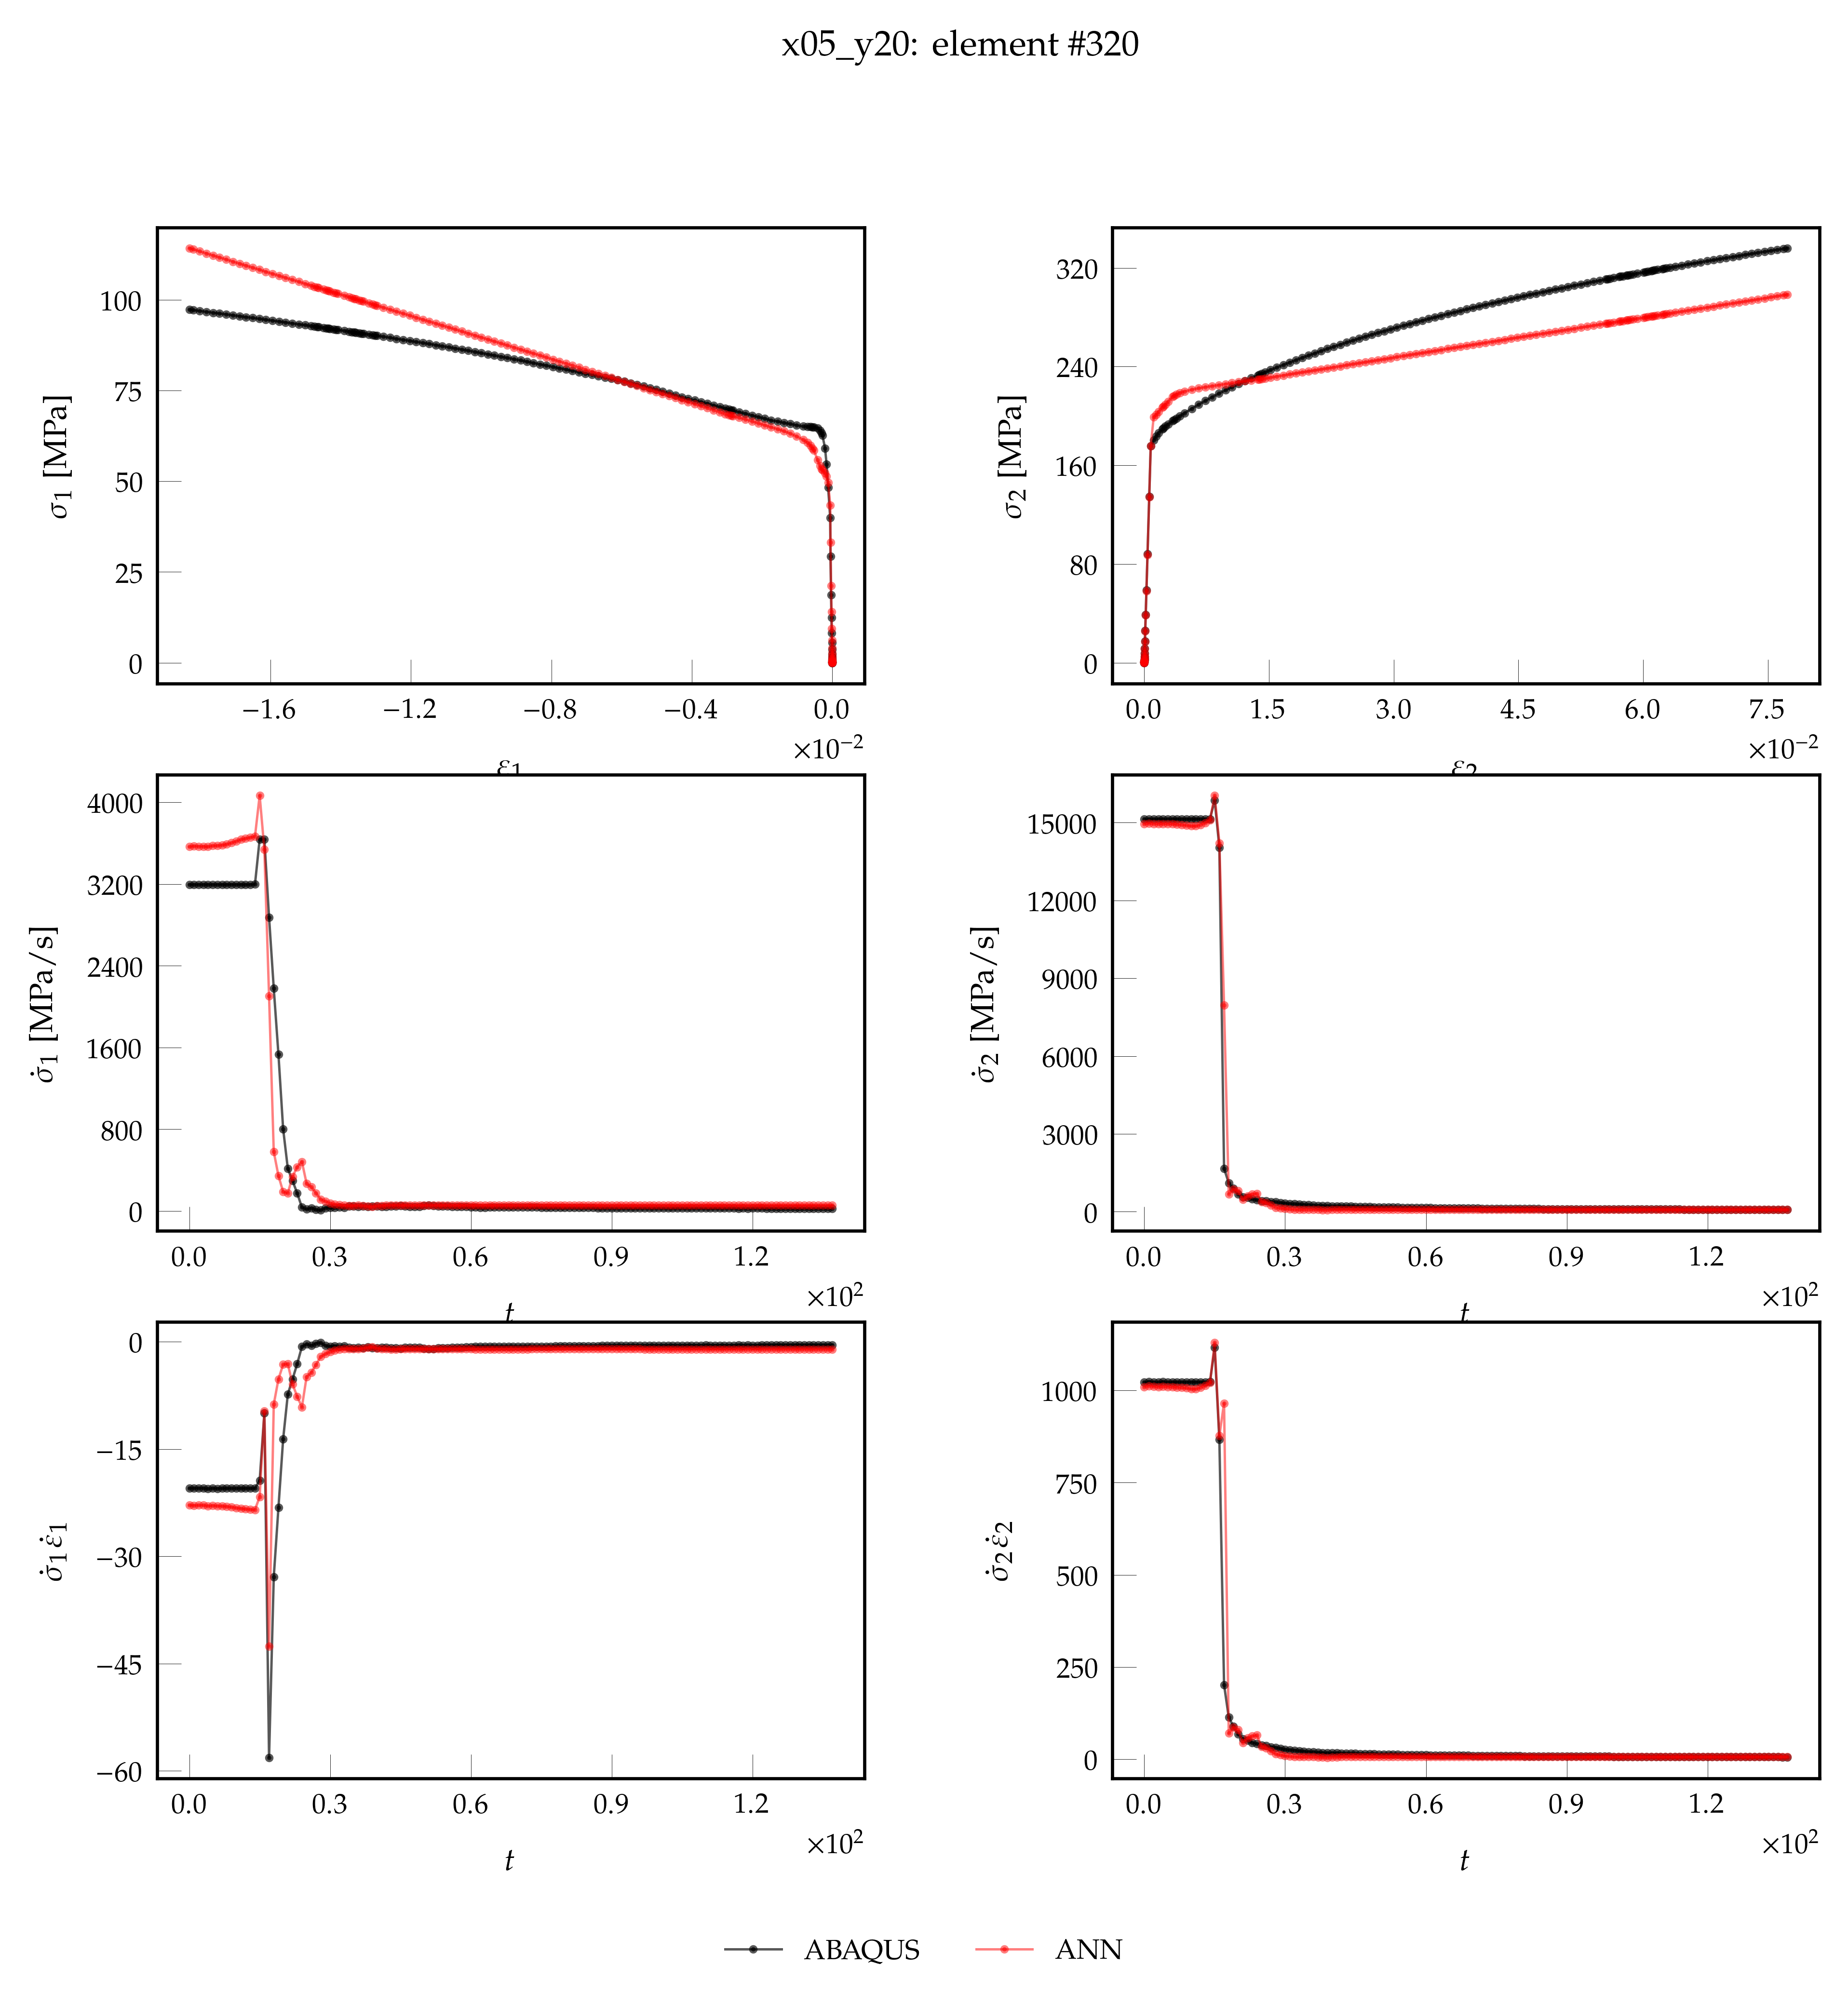 x05_y20: element #320
σ₁ [MPa]
100
75
50
25
0
−1.6 −1.2 −0.8 −0.4 0.0
×10⁻²
ε₁
σ₂ [MPa]
320
240
160
80
0
0.0 1.5 3.0 4.5 6.0 7.5
×10⁻²
ε₂
σ̇₁ [MPa/s]
4000
3200
2400
1600
800
0
0.0 0.3 0.6 0.9 1.2
×10²
t
σ̇₂ [MPa/s]
15000
12000
9000
6000
3000
0
0.0 0.3 0.6 0.9 1.2
×10²
t
σ̇₁ε̇₁
0
−15
−30
−45
−60
0.0 0.3 0.6 0.9 1.2
×10²
t
σ̇₂ε̇₂
1000
750
500
250
0
0.0 0.3 0.6 0.9 1.2
×10²
t
ABAQUS ANN